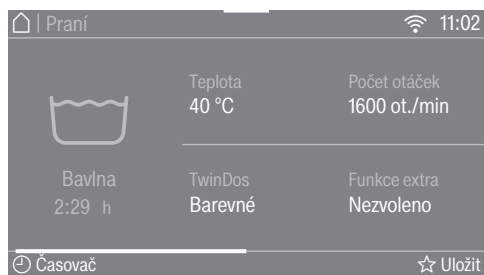 | Praní 11:02
Teplota Počet otáček
40 °C 1600 ot./min
Bavlna TwinDos Funkce extra
2:29 h Barevné Nezvoleno
Časovač Uložit